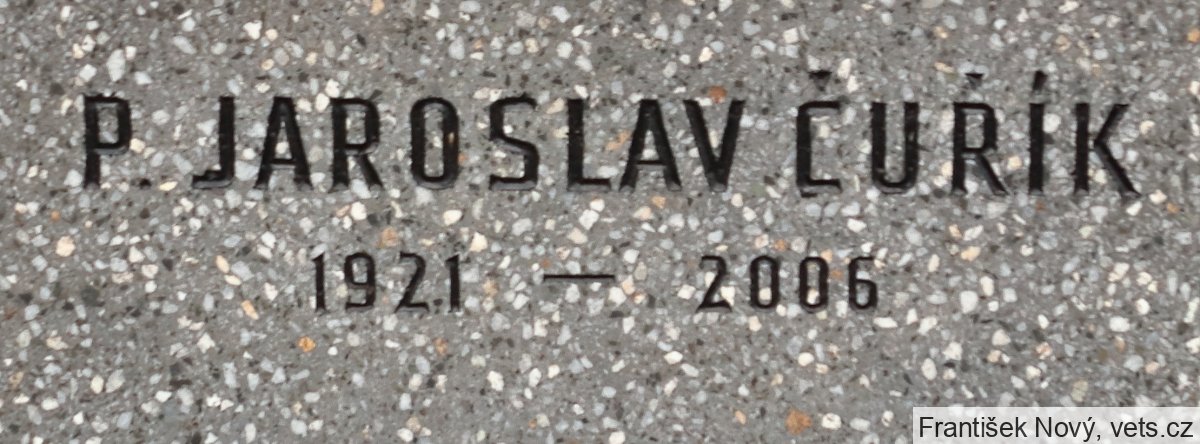 P. JAROSLAV ČUŘÍK
1921 — 2006
František Nový, vets.cz